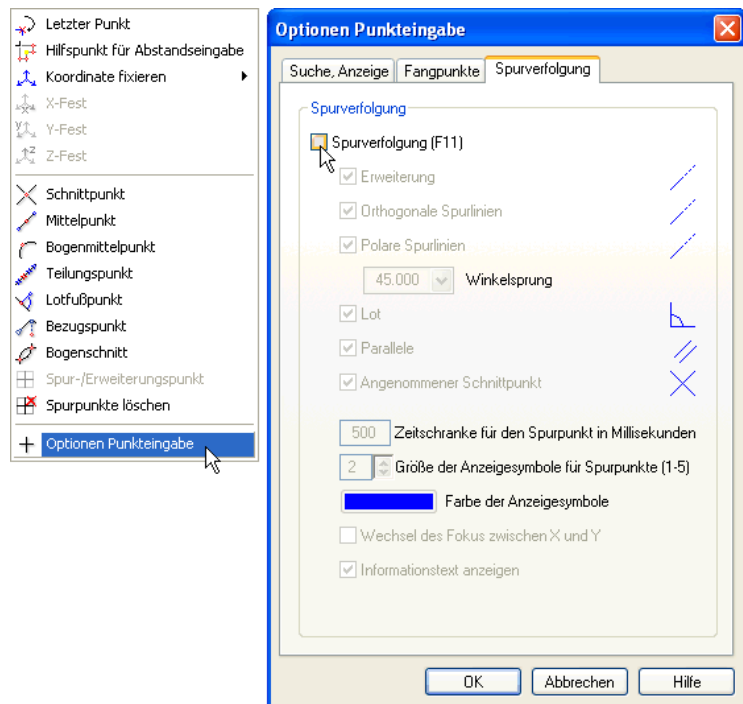 Letzter Punkt
Hilfspunkt für Abstandseingabe
Koordinate fixieren
X-Fest
Y-Fest
Z-Fest
Schnittpunkt
Mittelpunkt
Bogenmittelpunkt
Teilungspunkt
Lotfußpunkt
Bezugspunkt
Bogenschnitt
Spur-/Erweiterungspunkt
Spurpunkte löschen
Optionen Punkteingabe
Optionen Punkteingabe
Suche, Anzeige Fangpunkte Spurverfolgung
Spurverfolgung
Spurverfolgung (F11)
Erweiterung
Orthogonale Spurlinien
Polare Spurlinien
45.000 Winkelsprung
Lot
Parallele
Angenommener Schnittpunkt
500 Zeitschranke für den Spurpunkt in Millisekunden
2 Größe der Anzeigesymbole für Spurpunkte (1-5)
Farbe der Anzeigesymbole
Wechsel des Fokus zwischen X und Y
Informationstext anzeigen
OK Abbrechen Hilfe